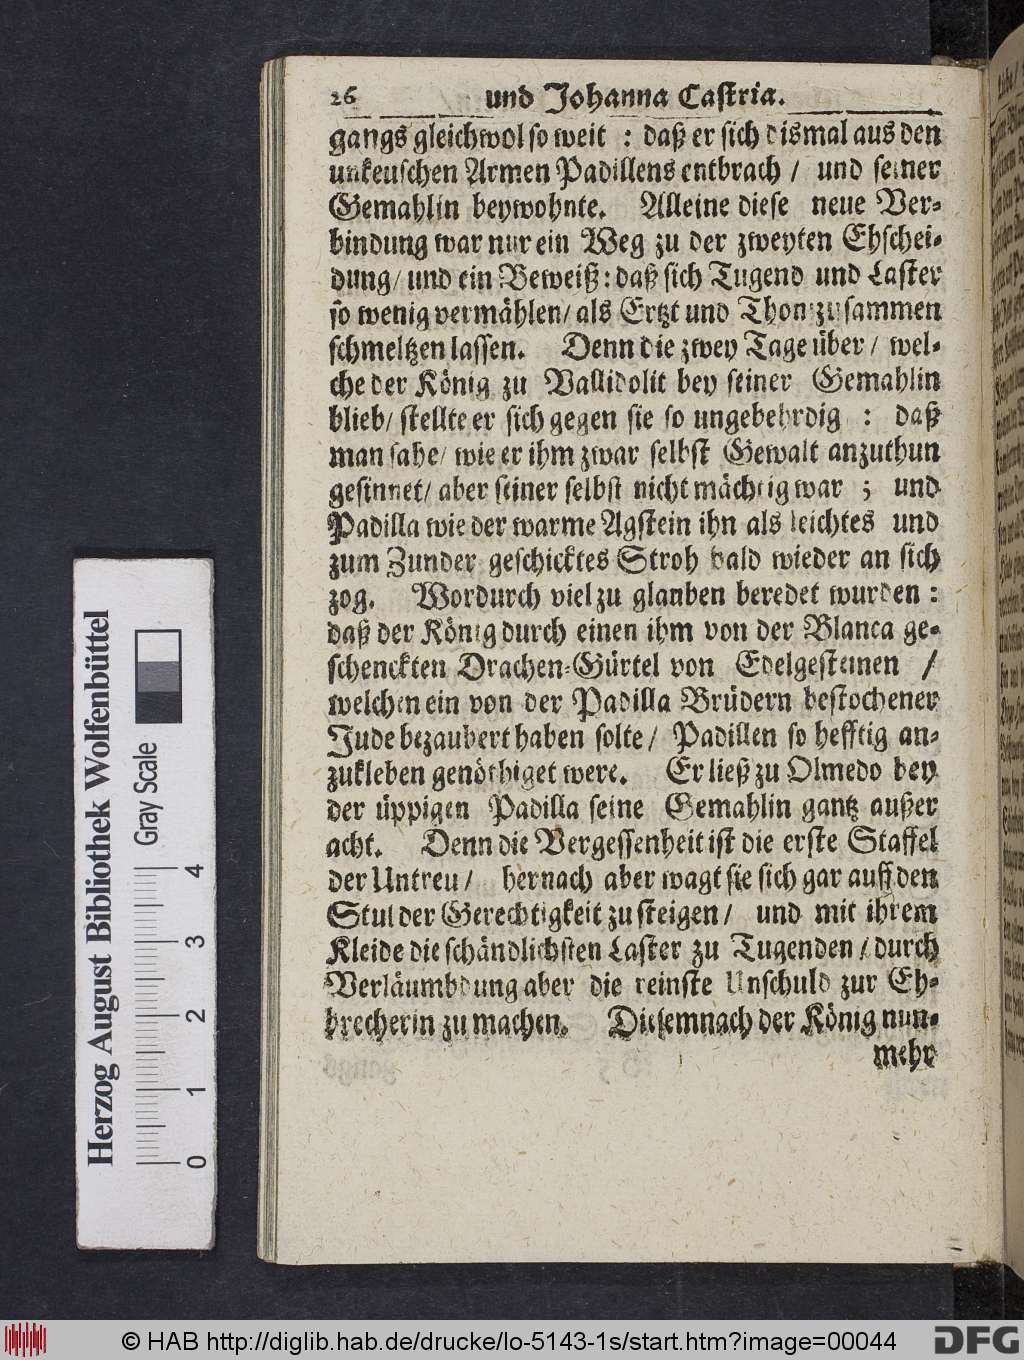 26 und Johanna Castria.
gangs gleichwol so weit : daß er sich dismal aus den
unkeuschen Armen Padillens entbrach / und seiner
Gemahlin beywohnte. Alleine diese neue Ver-
bindung war nur ein Weg zu der zweyten Ehschei-
dung / und ein Beweiß: daß sich Tugend und Laster
so wenig vermählen / als Ertzt und Thon zusammen
schmeltzen lassen. Denn die zwey Tage über / wel-
che der König zu Vallidolit bey seiner Gemahlin
blieb / stellte er sich gegen sie so ungebehrdig : daß
man sahe / wie er ihm zwar selbst Gewalt anzuthun
gesinnet / aber seiner selbst nicht mächtig war ; und
Padilla wie der warme Agstein ihn als leichtes und
zum Zunder geschicktes Stroh bald wieder an sich
zog. Wordurch viel zu glauben beredet wurden :
daß der König durch einen ihm von der Blanca ge-
schenckten Drachen-Gürtel von Edelgesteinen /
welchen ein von der Padilla Brüdern bestochener
Jude bezaubert haben solte / Padillen so hefftig an-
zukleben genöthiget were. Er ließ zu Olmedo bey
der üppigen Padilla seine Gemahlin gantz außer
acht. Denn die Vergessenheit ist die erste Staffel
der Untreu / hernach aber wagt sie sich gar auff den
Stul der Gerechtigkeit zu steigen / und mit ihrem
Kleide die schändlichsten Laster zu Tugenden / durch
Verläumbdung aber die reinste Unschuld zur Eh-
brecherin zu machen. Diesemnach der König nun-
mehr
Herzog August Bibliothek Wolfenbüttel
Gray Scale
4
3
2
1
0
© HAB http://diglib.hab.de/drucke/lo-5143-1s/start.htm?image=00044
DFG